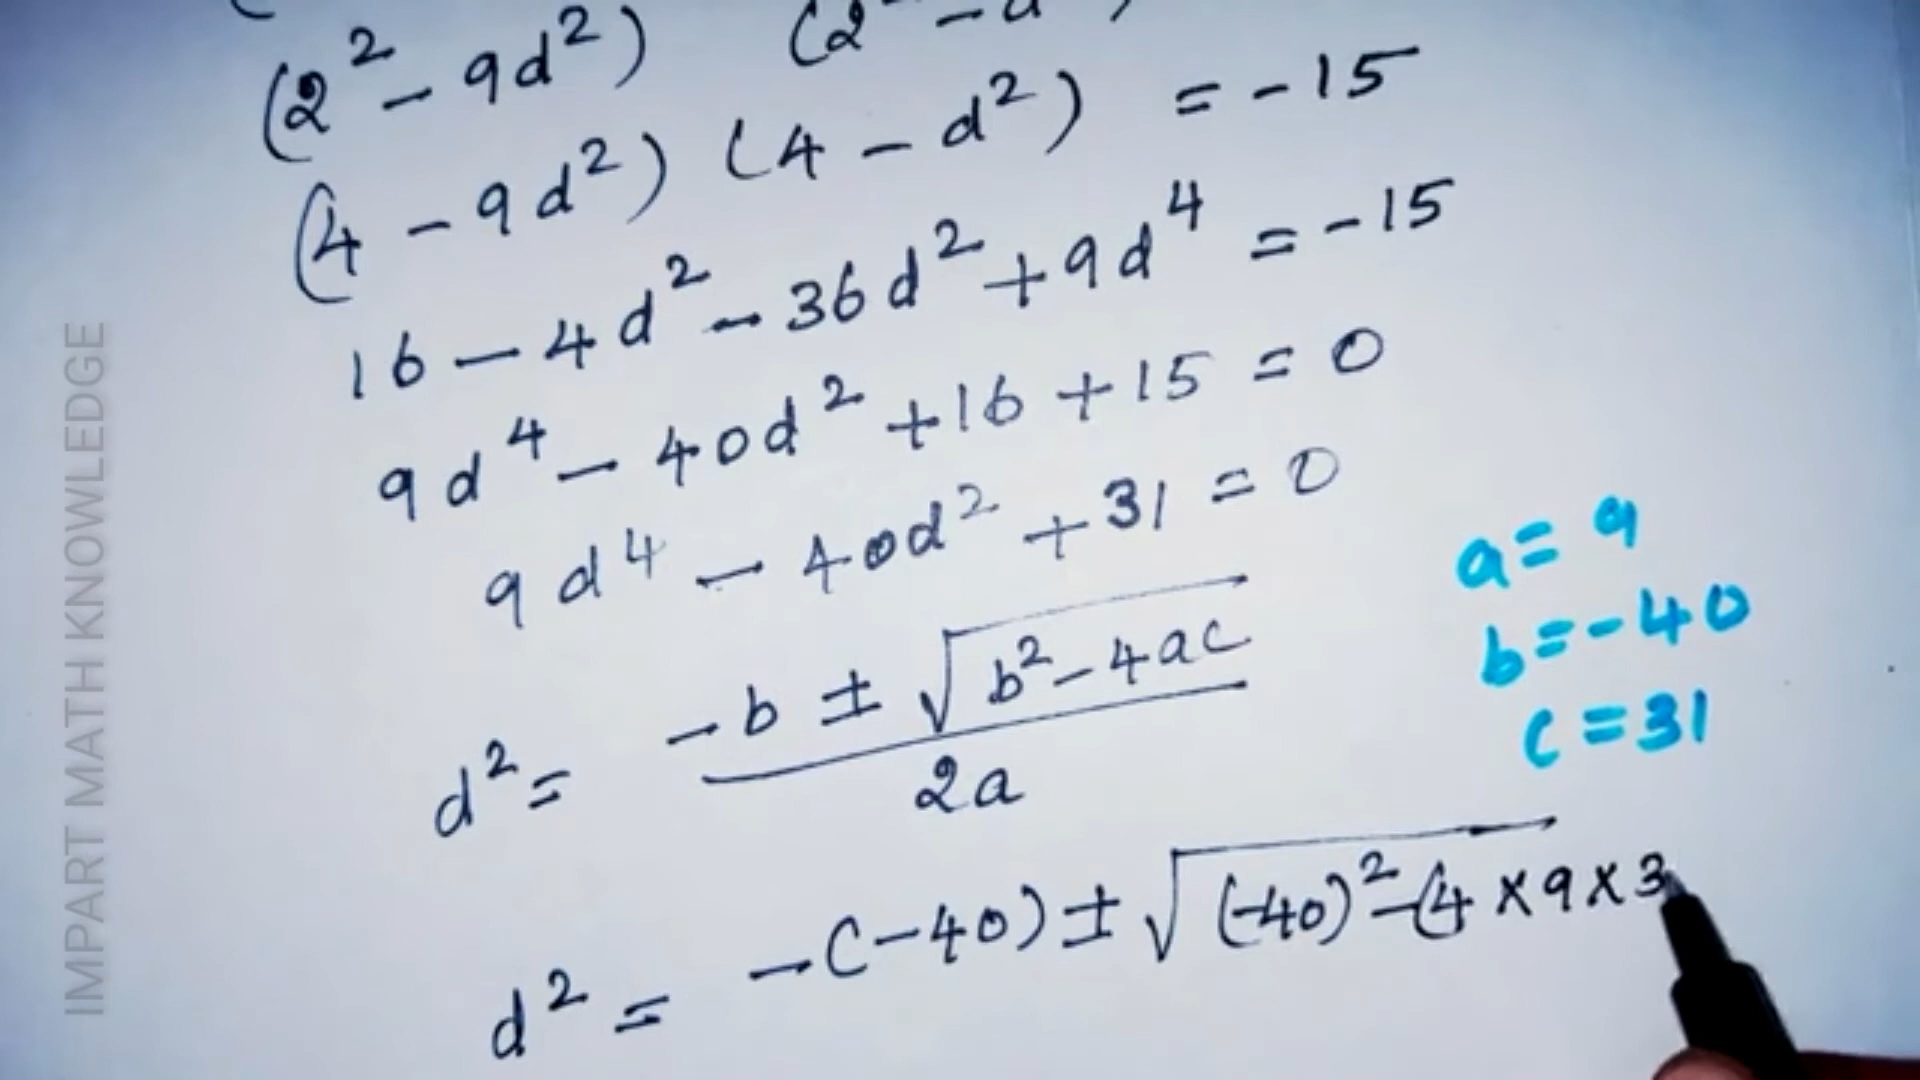 (2² - 9d²) (2² - d
(4 - 9d²) (4 - d²) = -15
16 - 4d² - 36d² + 9d⁴ = -15
9d⁴ - 40d² + 16 + 15 = 0
9d⁴ - 40d² + 31 = 0
a = 9
b = -40
c = 31
d² = -b ± √b² - 4ac
2a
d² = -(-40) ± √(-40)² - (4 × 9 × 3
IMPART MATH KNOWLEDGE